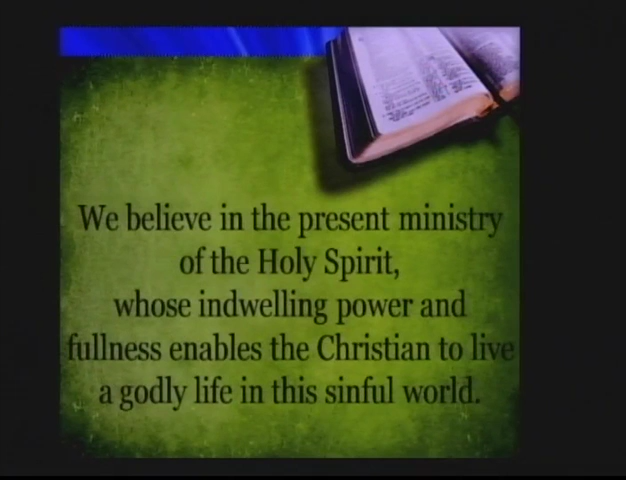 We believe in the present ministry
of the Holy Spirit,
whose indwelling power and
fullness enables the Christian to live
a godly life in this sinful world.